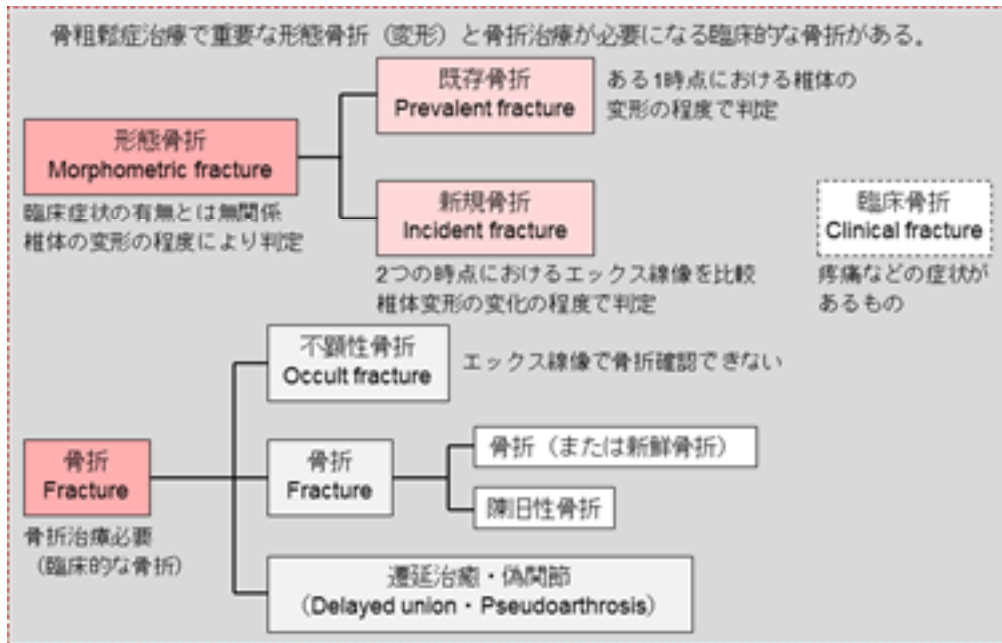 骨粗鬆症治療で重要な形態骨折（変形）と骨折治療が必要になる臨床的な骨折がある。
既存骨折
Prevalent fracture
ある1時点における椎体の
変形の程度で判定
形態骨折
Morphometric fracture
臨床症状の有無とは無関係
椎体の変形の程度により判定
新規骨折
Incident fracture
2つの時点におけるエックス線像を比較
椎体変形の変化の程度で判定
臨床骨折
Clinical fracture
疼痛などの症状が
あるもの
不顕性骨折
Occult fracture
エックス線像で骨折確認できない
骨折
Fracture
骨折治療必要
（臨床的な骨折）
骨折
Fracture
骨折（または新鮮骨折）
陳旧性骨折
遷延治癒・偽関節
（Delayed union・Pseudoarthrosis）